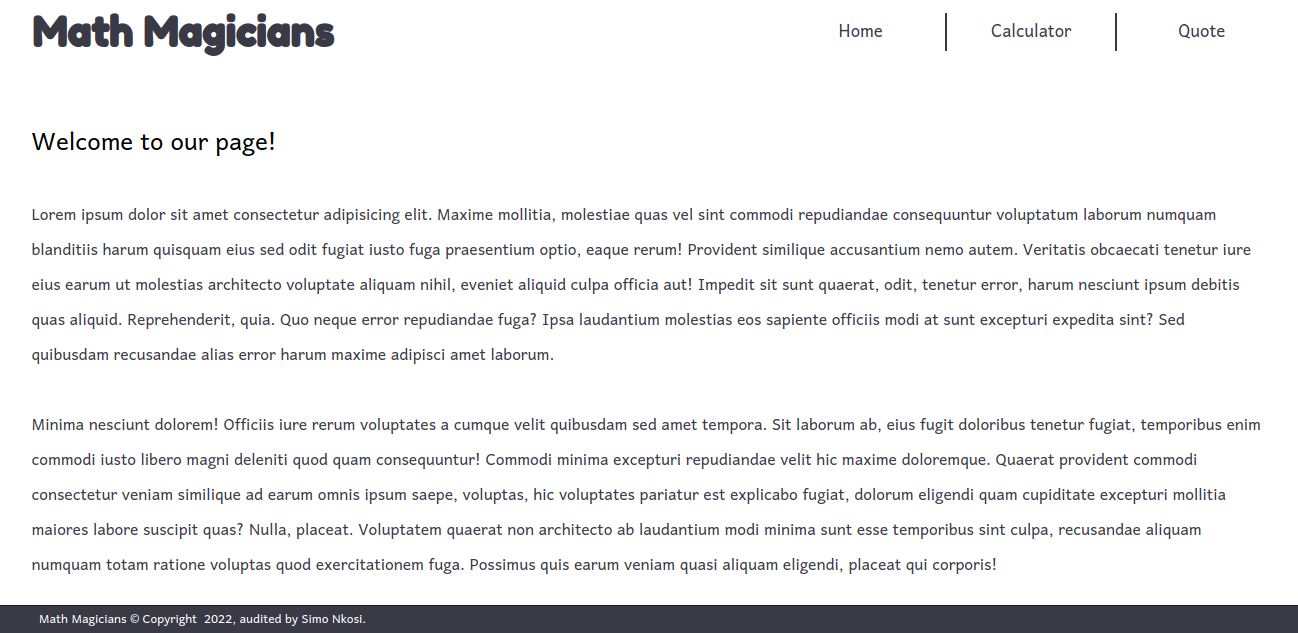 Math Magicians
Home
Calculator
Quote
Welcome to our page!
Lorem ipsum dolor sit amet consectetur adipisicing elit. Maxime mollitia, molestiae quas vel sint commodi repudiandae consequuntur voluptatum laborum numquam
blanditiis harum quisquam eius sed odit fugiat iusto fuga praesentium optio, eaque rerum! Provident similique accusantium nemo autem. Veritatis obcaecati tenetur iure
eius earum ut molestias architecto voluptate aliquam nihil, eveniet aliquid culpa officia aut! Impedit sit sunt quaerat, odit, tenetur error, harum nesciunt ipsum debitis
quas aliquid. Reprehenderit, quia. Quo neque error repudiandae fuga? Ipsa laudantium molestias eos sapiente officiis modi at sunt excepturi expedita sint? Sed
quibusdam recusandae alias error harum maxime adipisci amet laborum.
Minima nesciunt dolorem! Officiis iure rerum voluptates a cumque velit quibusdam sed amet tempora. Sit laborum ab, eius fugit doloribus tenetur fugiat, temporibus enim
commodi iusto libero magni deleniti quod quam consequuntur! Commodi minima excepturi repudiandae velit hic maxime doloremque. Quaerat provident commodi
consectetur veniam similique ad earum omnis ipsum saepe, voluptas, hic voluptates pariatur est explicabo fugiat, dolorum eligendi quam cupiditate excepturi mollitia
maiores labore suscipit quas? Nulla, placeat. Voluptatem quaerat non architecto ab laudantium modi minima sunt esse temporibus sint culpa, recusandae aliquam
numquam totam ratione voluptas quod exercitationem fuga. Possimus quis earum veniam quasi aliquam eligendi, placeat qui corporis!
Math Magicians © Copyright  2022, audited by Simo Nkosi.